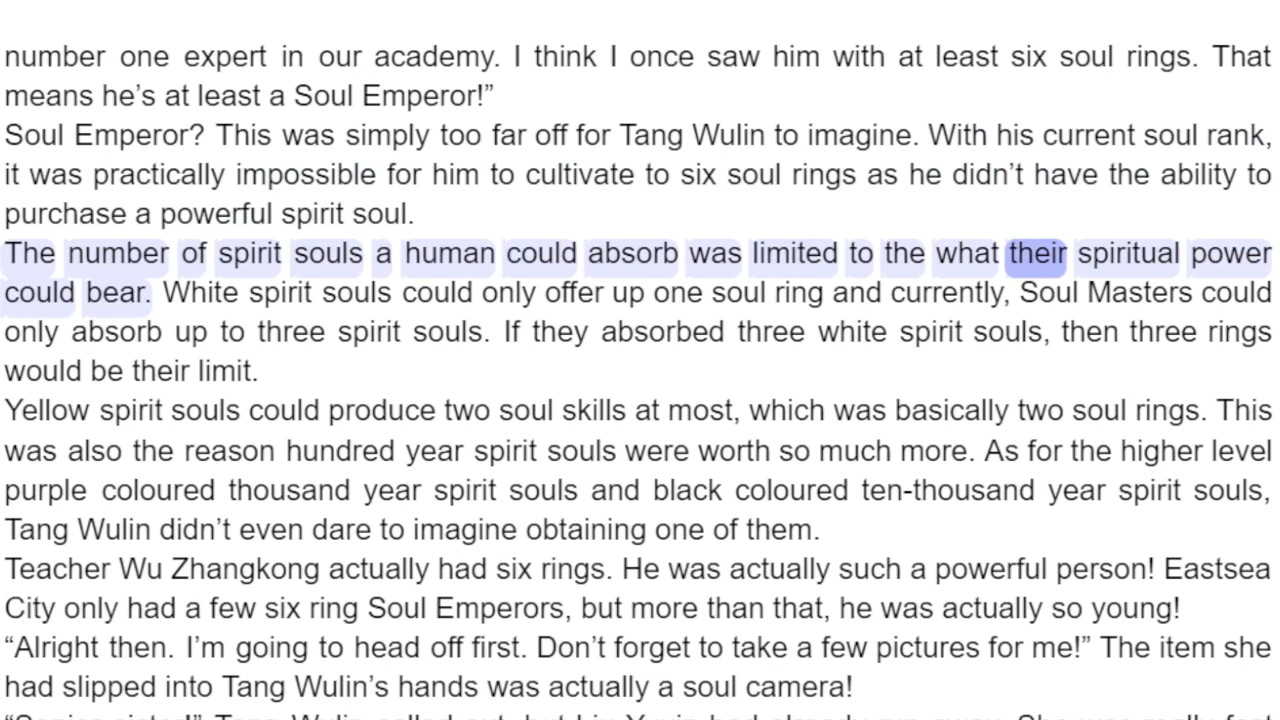 number one expert in our academy. I think I once saw him with at least six soul rings. That
means he’s at least a Soul Emperor!”
Soul Emperor? This was simply too far off for Tang Wulin to imagine. With his current soul rank,
it was practically impossible for him to cultivate to six soul rings as he didn’t have the ability to
purchase a powerful spirit soul.
The number of spirit souls a human could absorb was limited to the what their spiritual power
could bear. White spirit souls could only offer up one soul ring and currently, Soul Masters could
only absorb up to three spirit souls. If they absorbed three white spirit souls, then three rings
would be their limit.
Yellow spirit souls could produce two soul skills at most, which was basically two soul rings. This
was also the reason hundred year spirit souls were worth so much more. As for the higher level
purple coloured thousand year spirit souls and black coloured ten-thousand year spirit souls,
Tang Wulin didn’t even dare to imagine obtaining one of them.
Teacher Wu Zhangkong actually had six rings. He was actually such a powerful person! Eastsea
City only had a few six ring Soul Emperors, but more than that, he was actually so young!
“Alright then. I’m going to head off first. Don’t forget to take a few pictures for me!” The item she
had slipped into Tang Wulin’s hands was actually a soul camera!